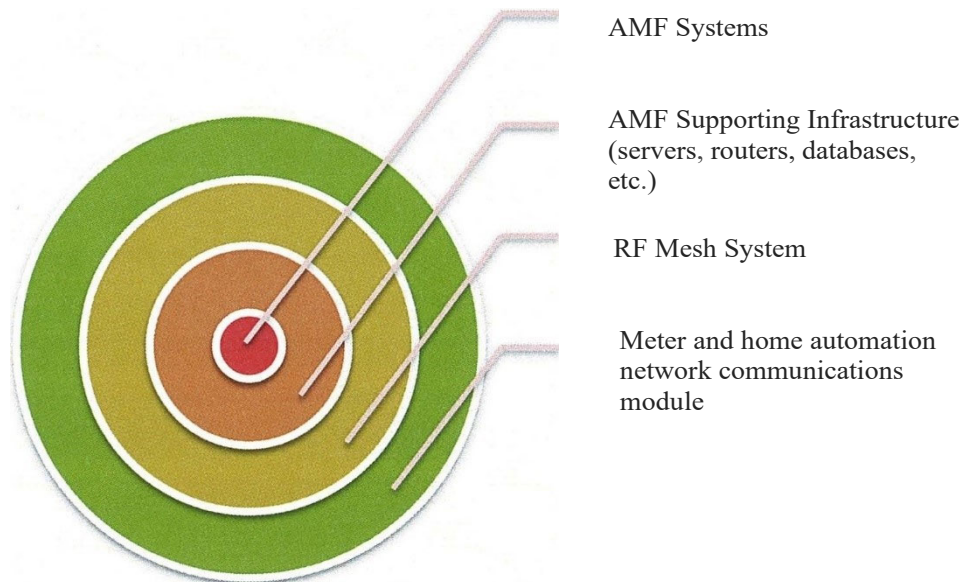 AMF Systems
AMF Supporting Infrastructure
(servers, routers, databases,
etc.)
RF Mesh System
Meter and home automation
network communications
module